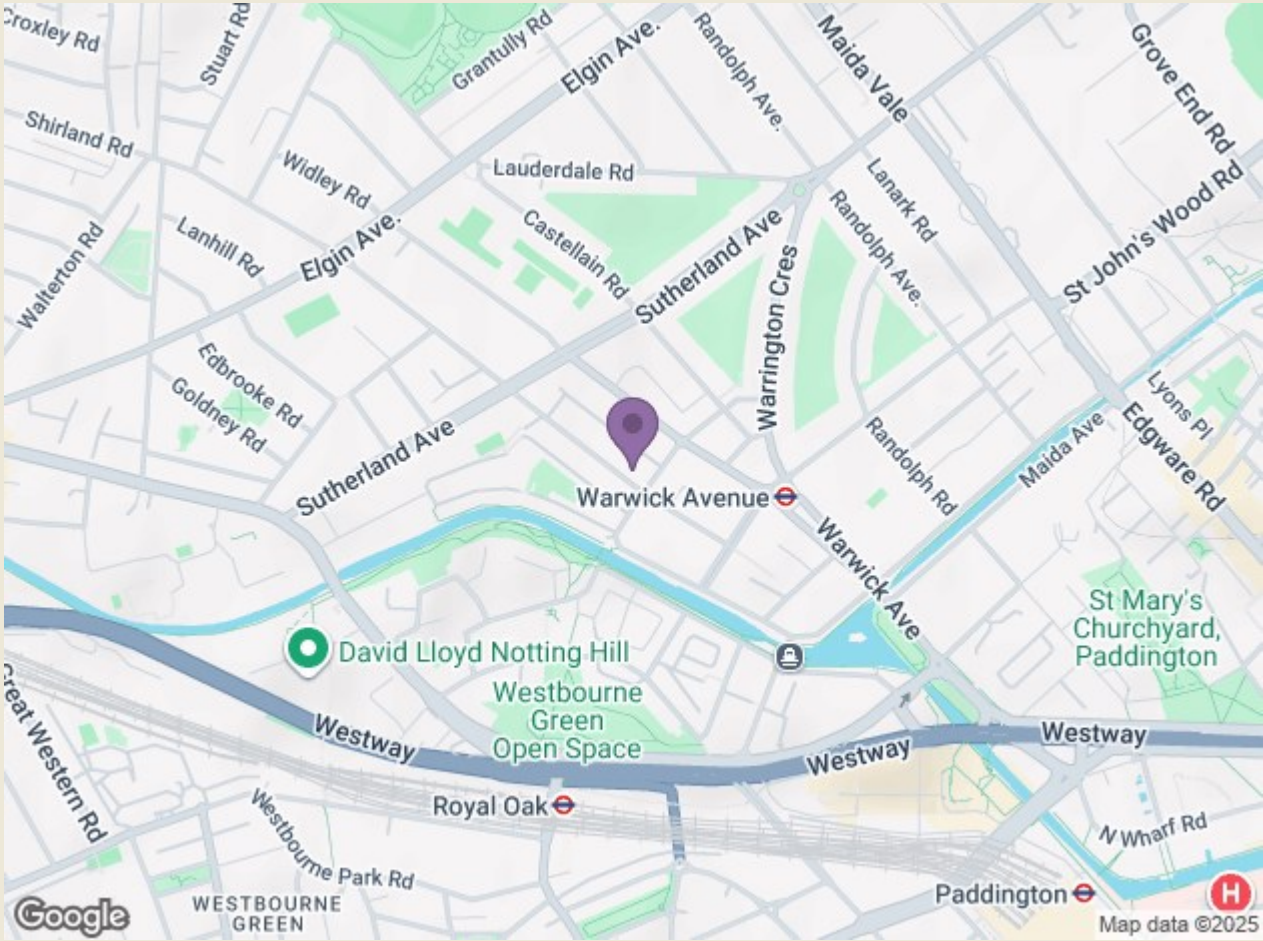 Croxley Rd
Stuart Rd
Grantully Rd
Elgin Ave.
Randolph Ave.
Maida Vale
Grove End Rd
Shirland Rd
Widley Rd
Lauderdale Rd
Lanark Rd
St John's Wood Rd
Walterton Rd
Lanhill Rd
Elgin Ave.
Castellain Rd
Sutherland Ave
Randolph Ave.
Warrington Cres
Edbrooke Rd
Goldney Rd
Sutherland Ave
Lyons Pl
Edgware Rd
Maida Ave
Randolph Rd
Warwick Avenue
Warwick Ave
St Mary's
Churchyard,
Paddington
David Lloyd Notting Hill
Westbourne
Green
Open Space
Great Western Rd
Westway
Westway
Westway
Royal Oak
Westbourne Park Rd
N Wharf Rd
WESTBOURNE
GREEN
Paddington
H
Google
Map data ©2025